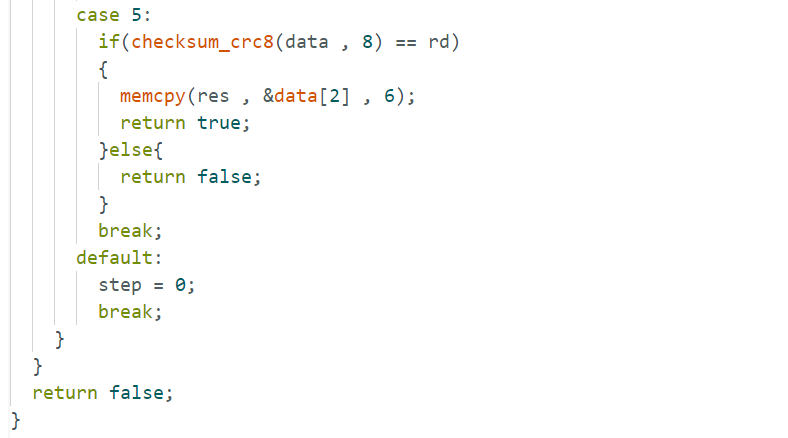 case 5:
if(checksum_crc8(data , 8) == rd)
{
memcpy(res , &data[2] , 6);
return true;
}else{
return false;
}
break;
default:
step = 0;
break;
}
}
return false;
}